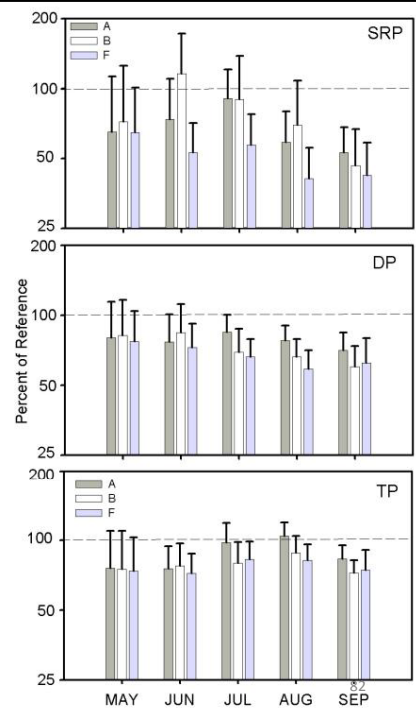 200
100
50
25
A
B
F
SRP
200
100
50
25
DP
Percent of Reference
200
100
50
25
A
B
F
TP
82
MAY JUN JUL AUG SEP